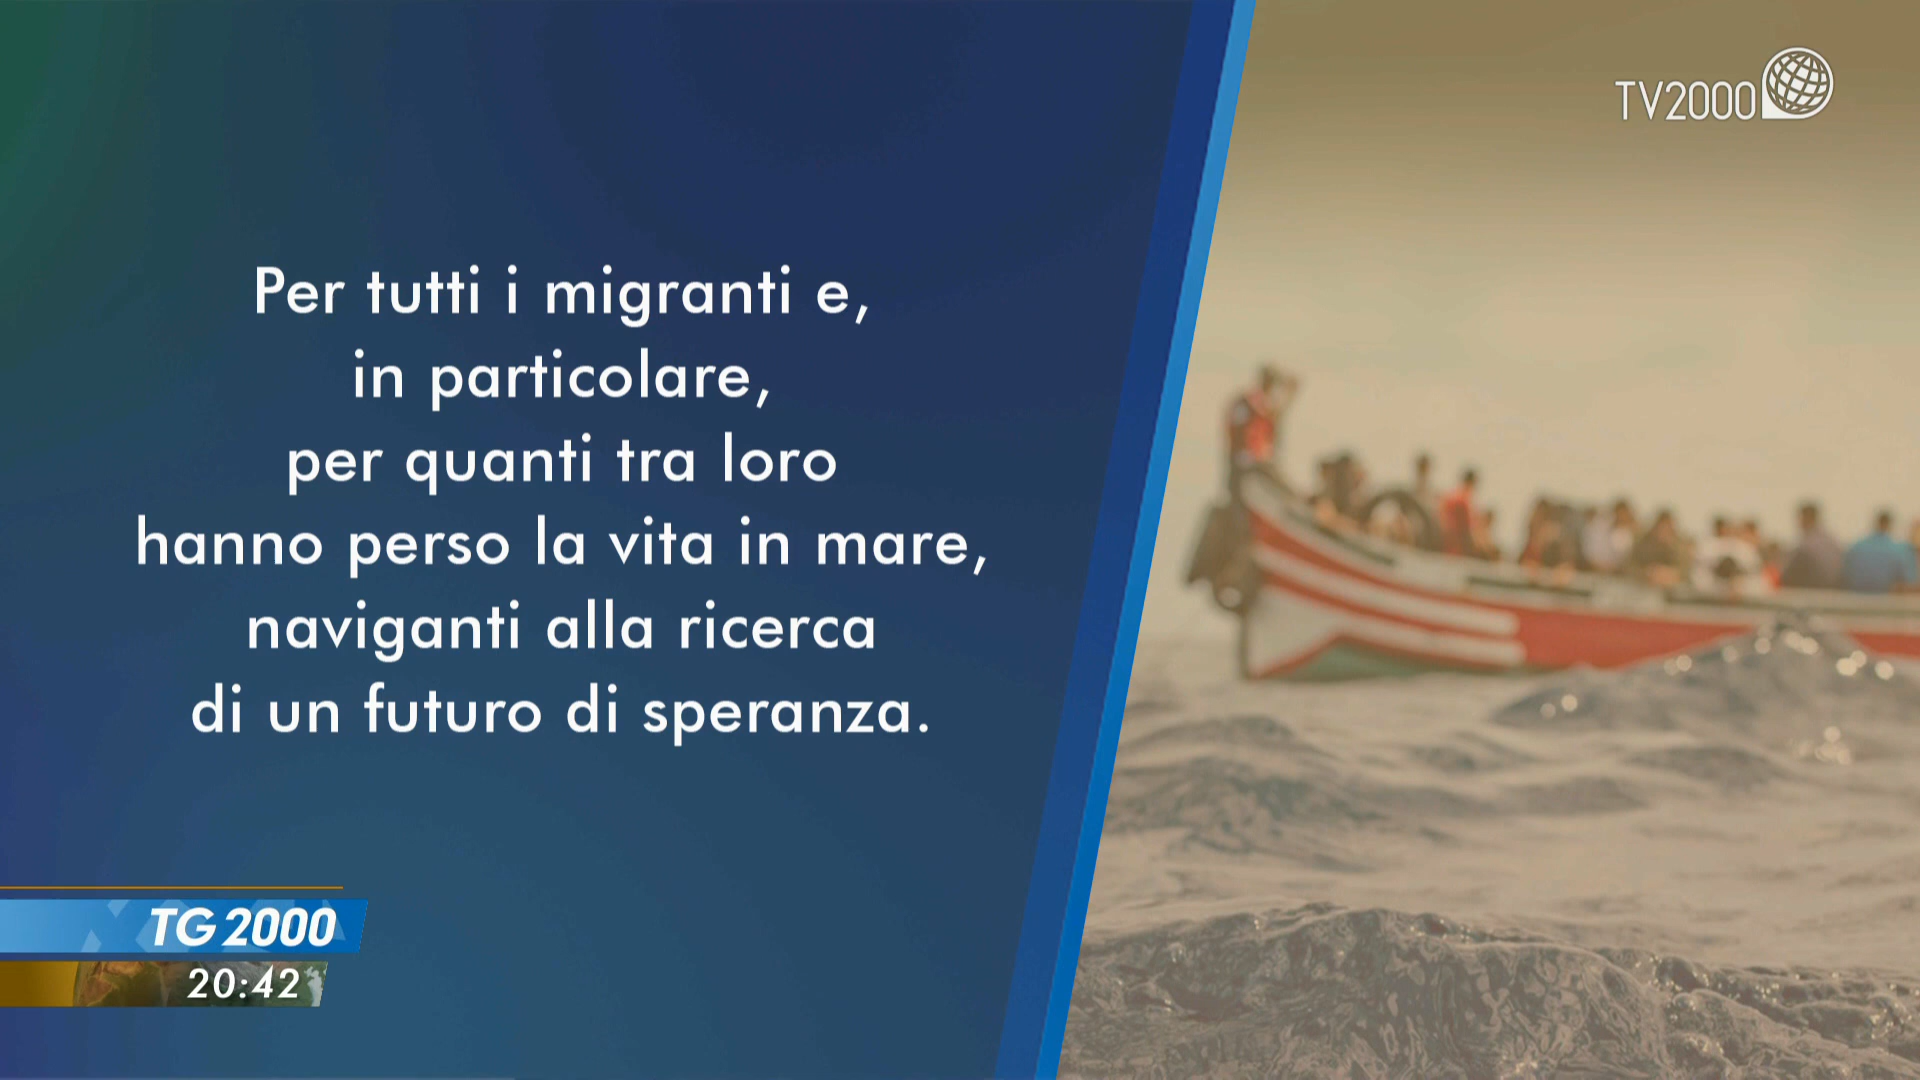 TV2000
Per tutti i migranti e,
in particolare,
per quanti tra loro
hanno perso la vita in mare,
naviganti alla ricerca
di un futuro di speranza.
TG 2000
20:42